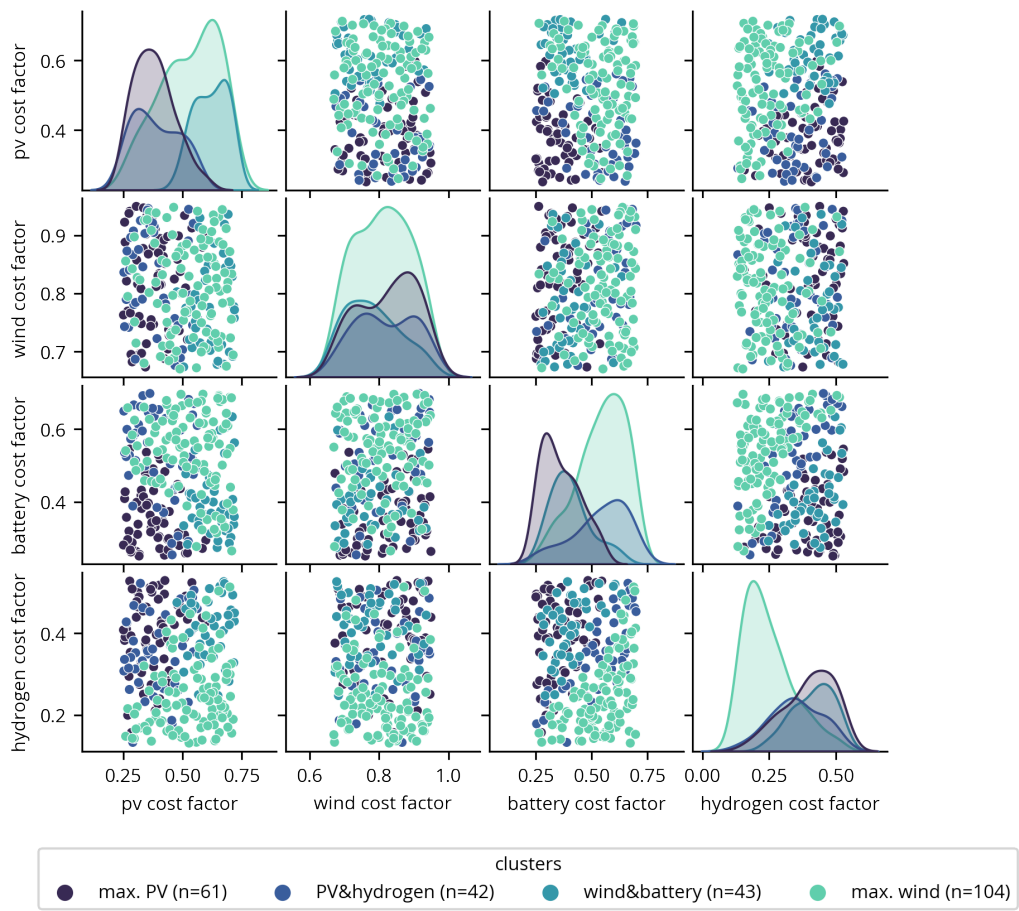 pv cost factor
0.6
0.4
wind cost factor
0.9
0.8
0.7
battery cost factor
0.6
0.4
hydrogen cost factor
0.4
0.2
0.25 0.50 0.75 0.6 0.8 1.0 0.25 0.50 0.75 0.00 0.25 0.50
pv cost factor wind cost factor battery cost factor hydrogen cost factor
clusters
max. PV (n=61) PV&hydrogen (n=42) wind&battery (n=43) max. wind (n=104)